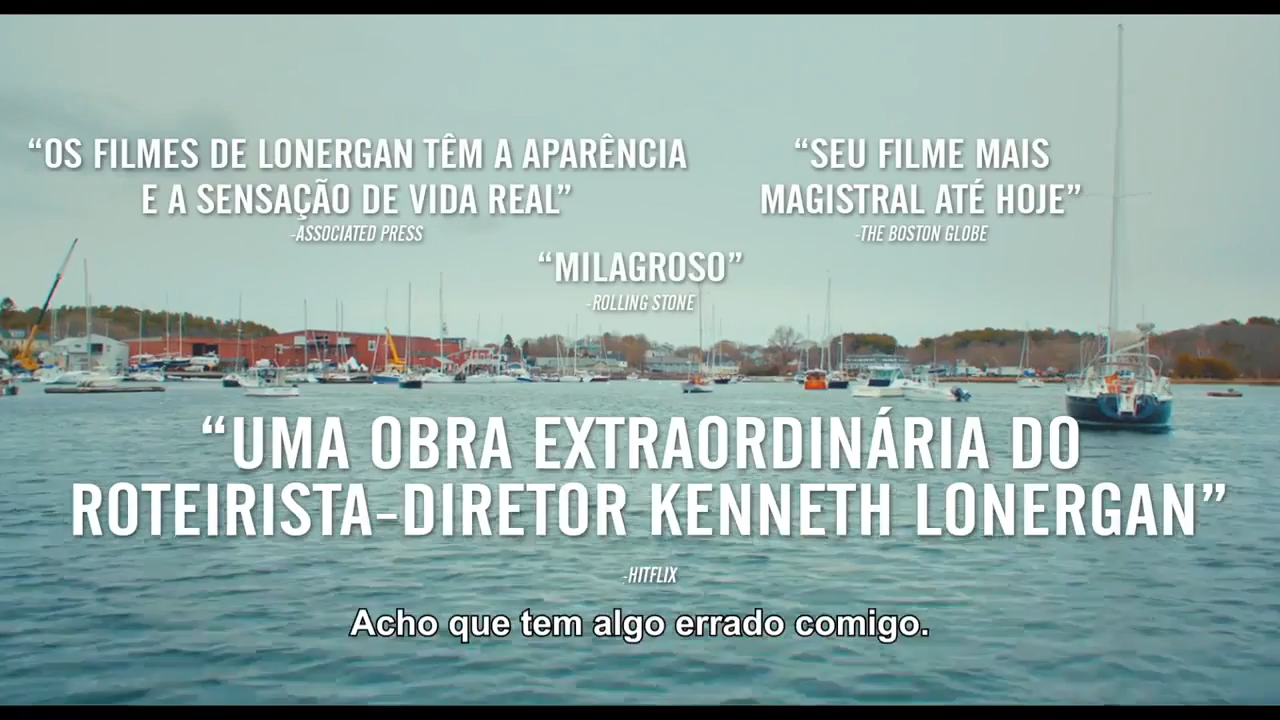 “OS FILMES DE LONERGAN TÊM A APARÊNCIA
E A SENSAÇÃO DE VIDA REAL”
-ASSOCIATED PRESS
“SEU FILME MAIS
MAGISTRAL ATÉ HOJE”
-THE BOSTON GLOBE
“MILAGROSO”
-ROLLING STONE
“UMA OBRA EXTRAORDINÁRIA DO
ROTEIRISTA-DIRETOR KENNETH LONERGAN”
-HITFLIX
Acho que tem algo errado comigo.